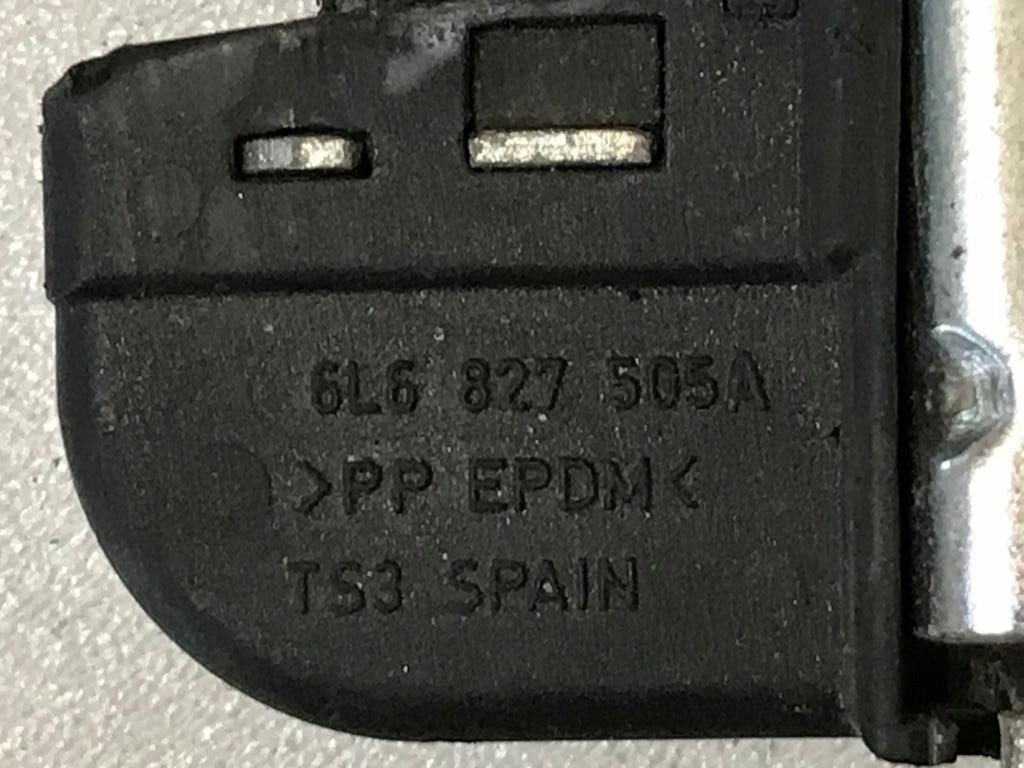 6L6 827 505A
>PP EPDM<
TS3 SPAIN